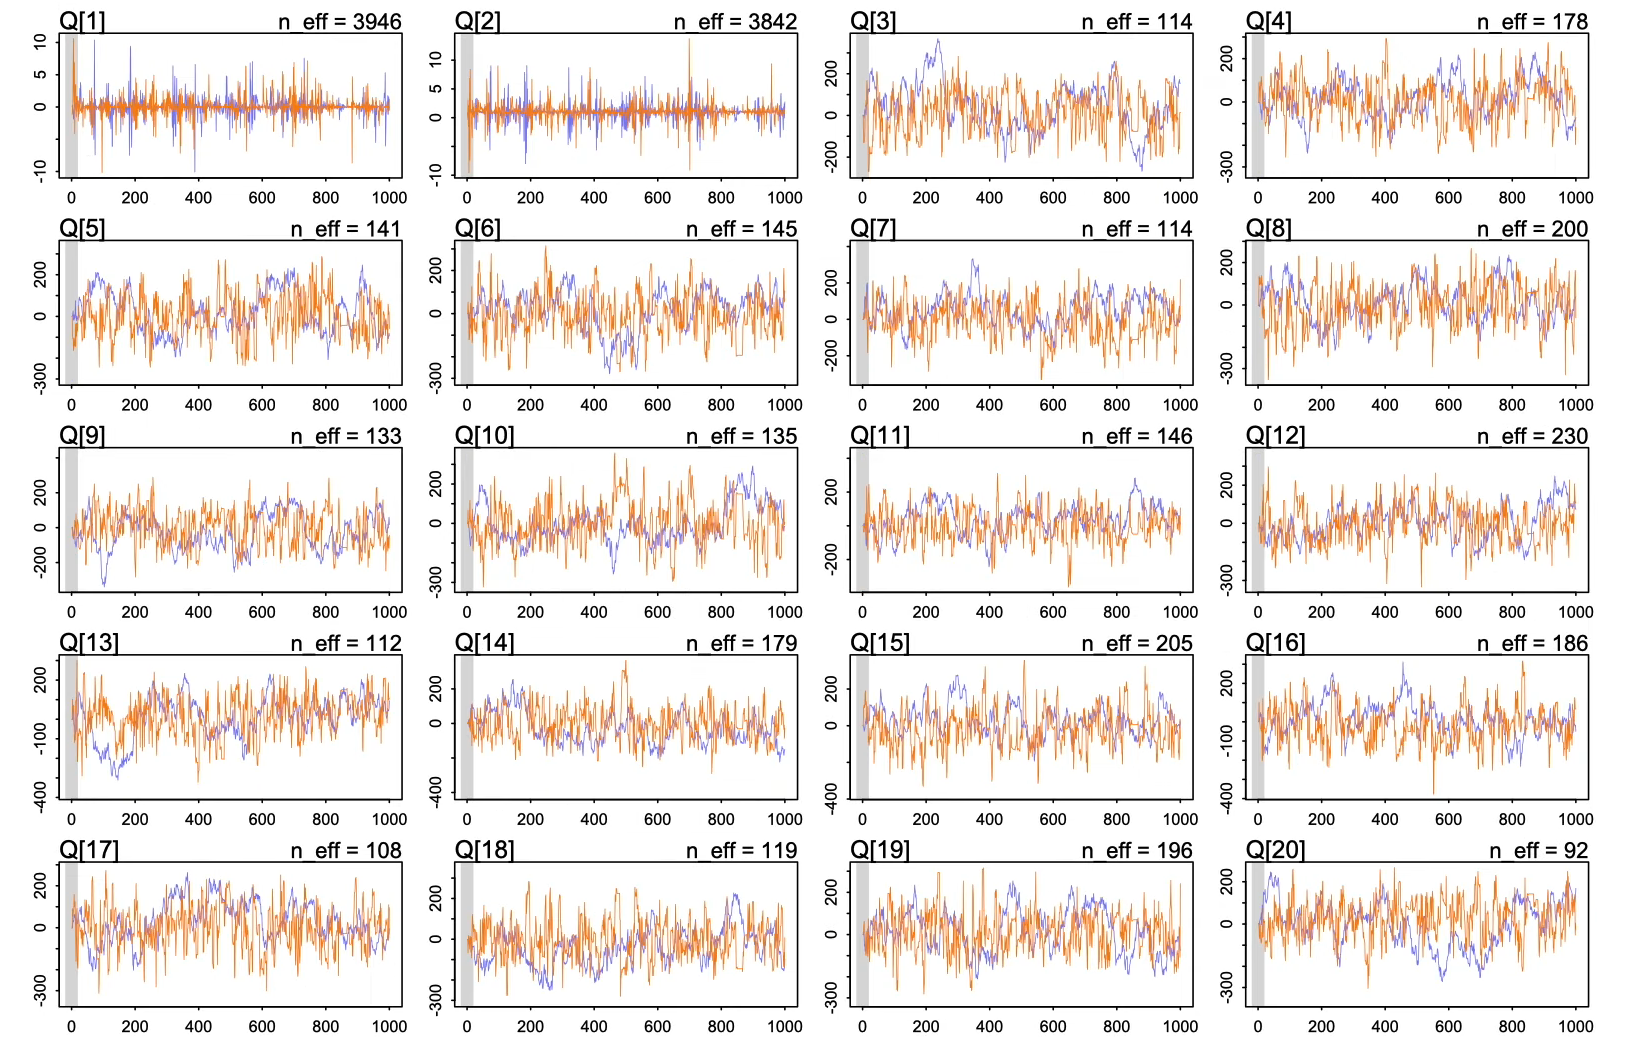 Q[1] n_eff = 3946 Q[2] n_eff = 3842 Q[3] n_eff = 114 Q[4] n_eff = 178
10 5 0 -10 10 5 0 -10 200 0 -200 200 0 -300
0 200 400 600 800 1000 0 200 400 600 800 1000 0 200 400 600 800 1000 0 200 400 600 800 1000
Q[5] n_eff = 141 Q[6] n_eff = 145 Q[7] n_eff = 114 Q[8] n_eff = 200
200 0 -300 200 0 -300 200 0 -200 200 0 -300
0 200 400 600 800 1000 0 200 400 600 800 1000 0 200 400 600 800 1000 0 200 400 600 800 1000
Q[9] n_eff = 133 Q[10] n_eff = 135 Q[11] n_eff = 146 Q[12] n_eff = 230
200 0 -200 200 0 -300 200 -200 200 0 -300
0 200 400 600 800 1000 0 200 400 600 800 1000 0 200 400 600 800 1000 0 200 400 600 800 1000
Q[13] n_eff = 112 Q[14] n_eff = 179 Q[15] n_eff = 205 Q[16] n_eff = 186
200 -100 -400 200 0 -400 200 0 -400 200 -100 -400
0 200 400 600 800 1000 0 200 400 600 800 1000 0 200 400 600 800 1000 0 200 400 600 800 1000
Q[17] n_eff = 108 Q[18] n_eff = 119 Q[19] n_eff = 196 Q[20] n_eff = 92
200 0 -300 200 0 -300 200 0 -300 200 0 -300
0 200 400 600 800 1000 0 200 400 600 800 1000 0 200 400 600 800 1000 0 200 400 600 800 1000